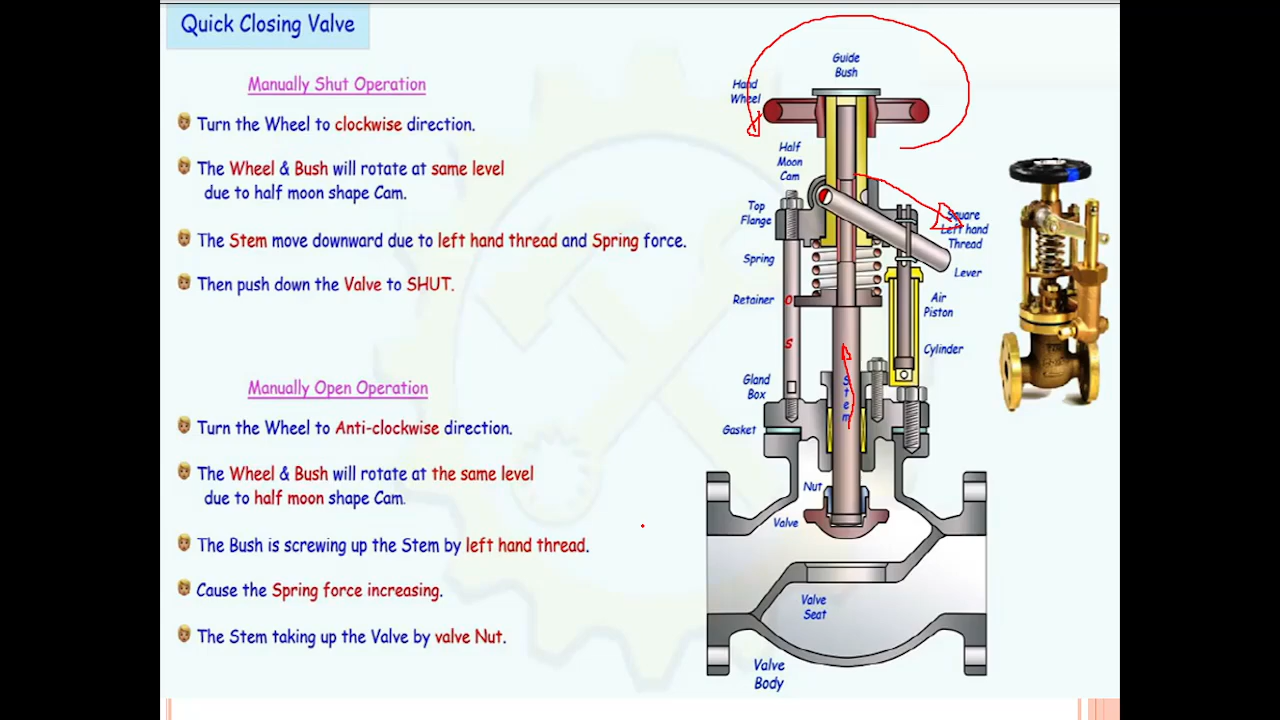 Quick Closing Valve
Manually Shut Operation
Turn the Wheel to clockwise direction.
The Wheel & Bush will rotate at same level
due to half moon shape Cam.
The Stem move downward due to left hand thread and Spring force.
Then push down the Valve to SHUT.
Manually Open Operation
Turn the Wheel to Anti-clockwise direction.
The Wheel & Bush will rotate at the same level
due to half moon shape Cam.
The Bush is screwing up the Stem by left hand thread.
Cause the Spring force increasing.
The Stem taking up the Valve by valve Nut.
Guide
Bush
Hand
Wheel
Half
Moon
Cam
Top
Flange
Square
Left hand
Thread
Spring
Lever
Retainer
O
Air
Piston
S
Cylinder
Gland
Box
Stem
Gasket
Nut
Valve
Valve
Seat
Valve
Body